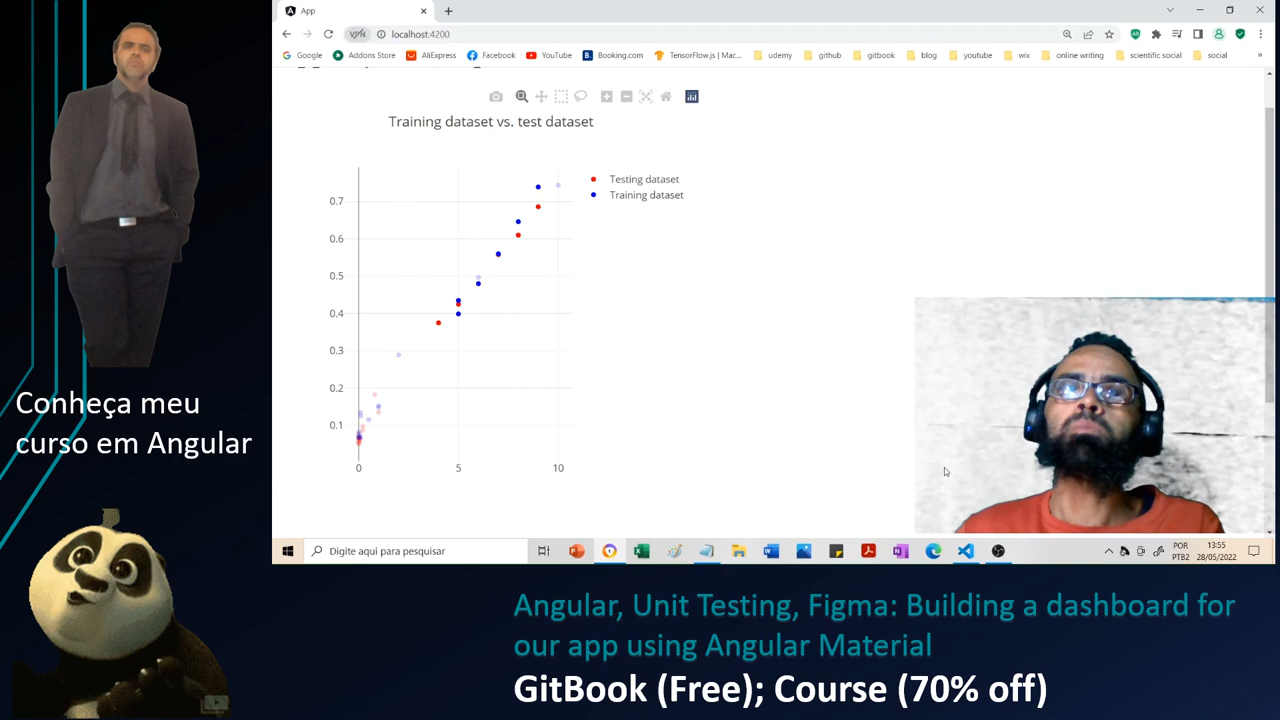 App
localhost:4200
Google
Addons Store
AliExpress
Facebook
YouTube
Booking.com
TensorFlow.js | Mac...
udemy
github
gitbook
blog
youtube
wix
online writing
scientific social
social
Training dataset vs. test dataset
Testing dataset
Training dataset
0.7
0.6
0.5
0.4
0.3
0.2
0.1
0
5
10
Conheça meu
curso em Angular
Digite aqui para pesquisar
POR
PTB2
13:55
28/05/2022
Angular, Unit Testing, Figma: Building a dashboard for
our app using Angular Material
GitBook (Free); Course (70% off)